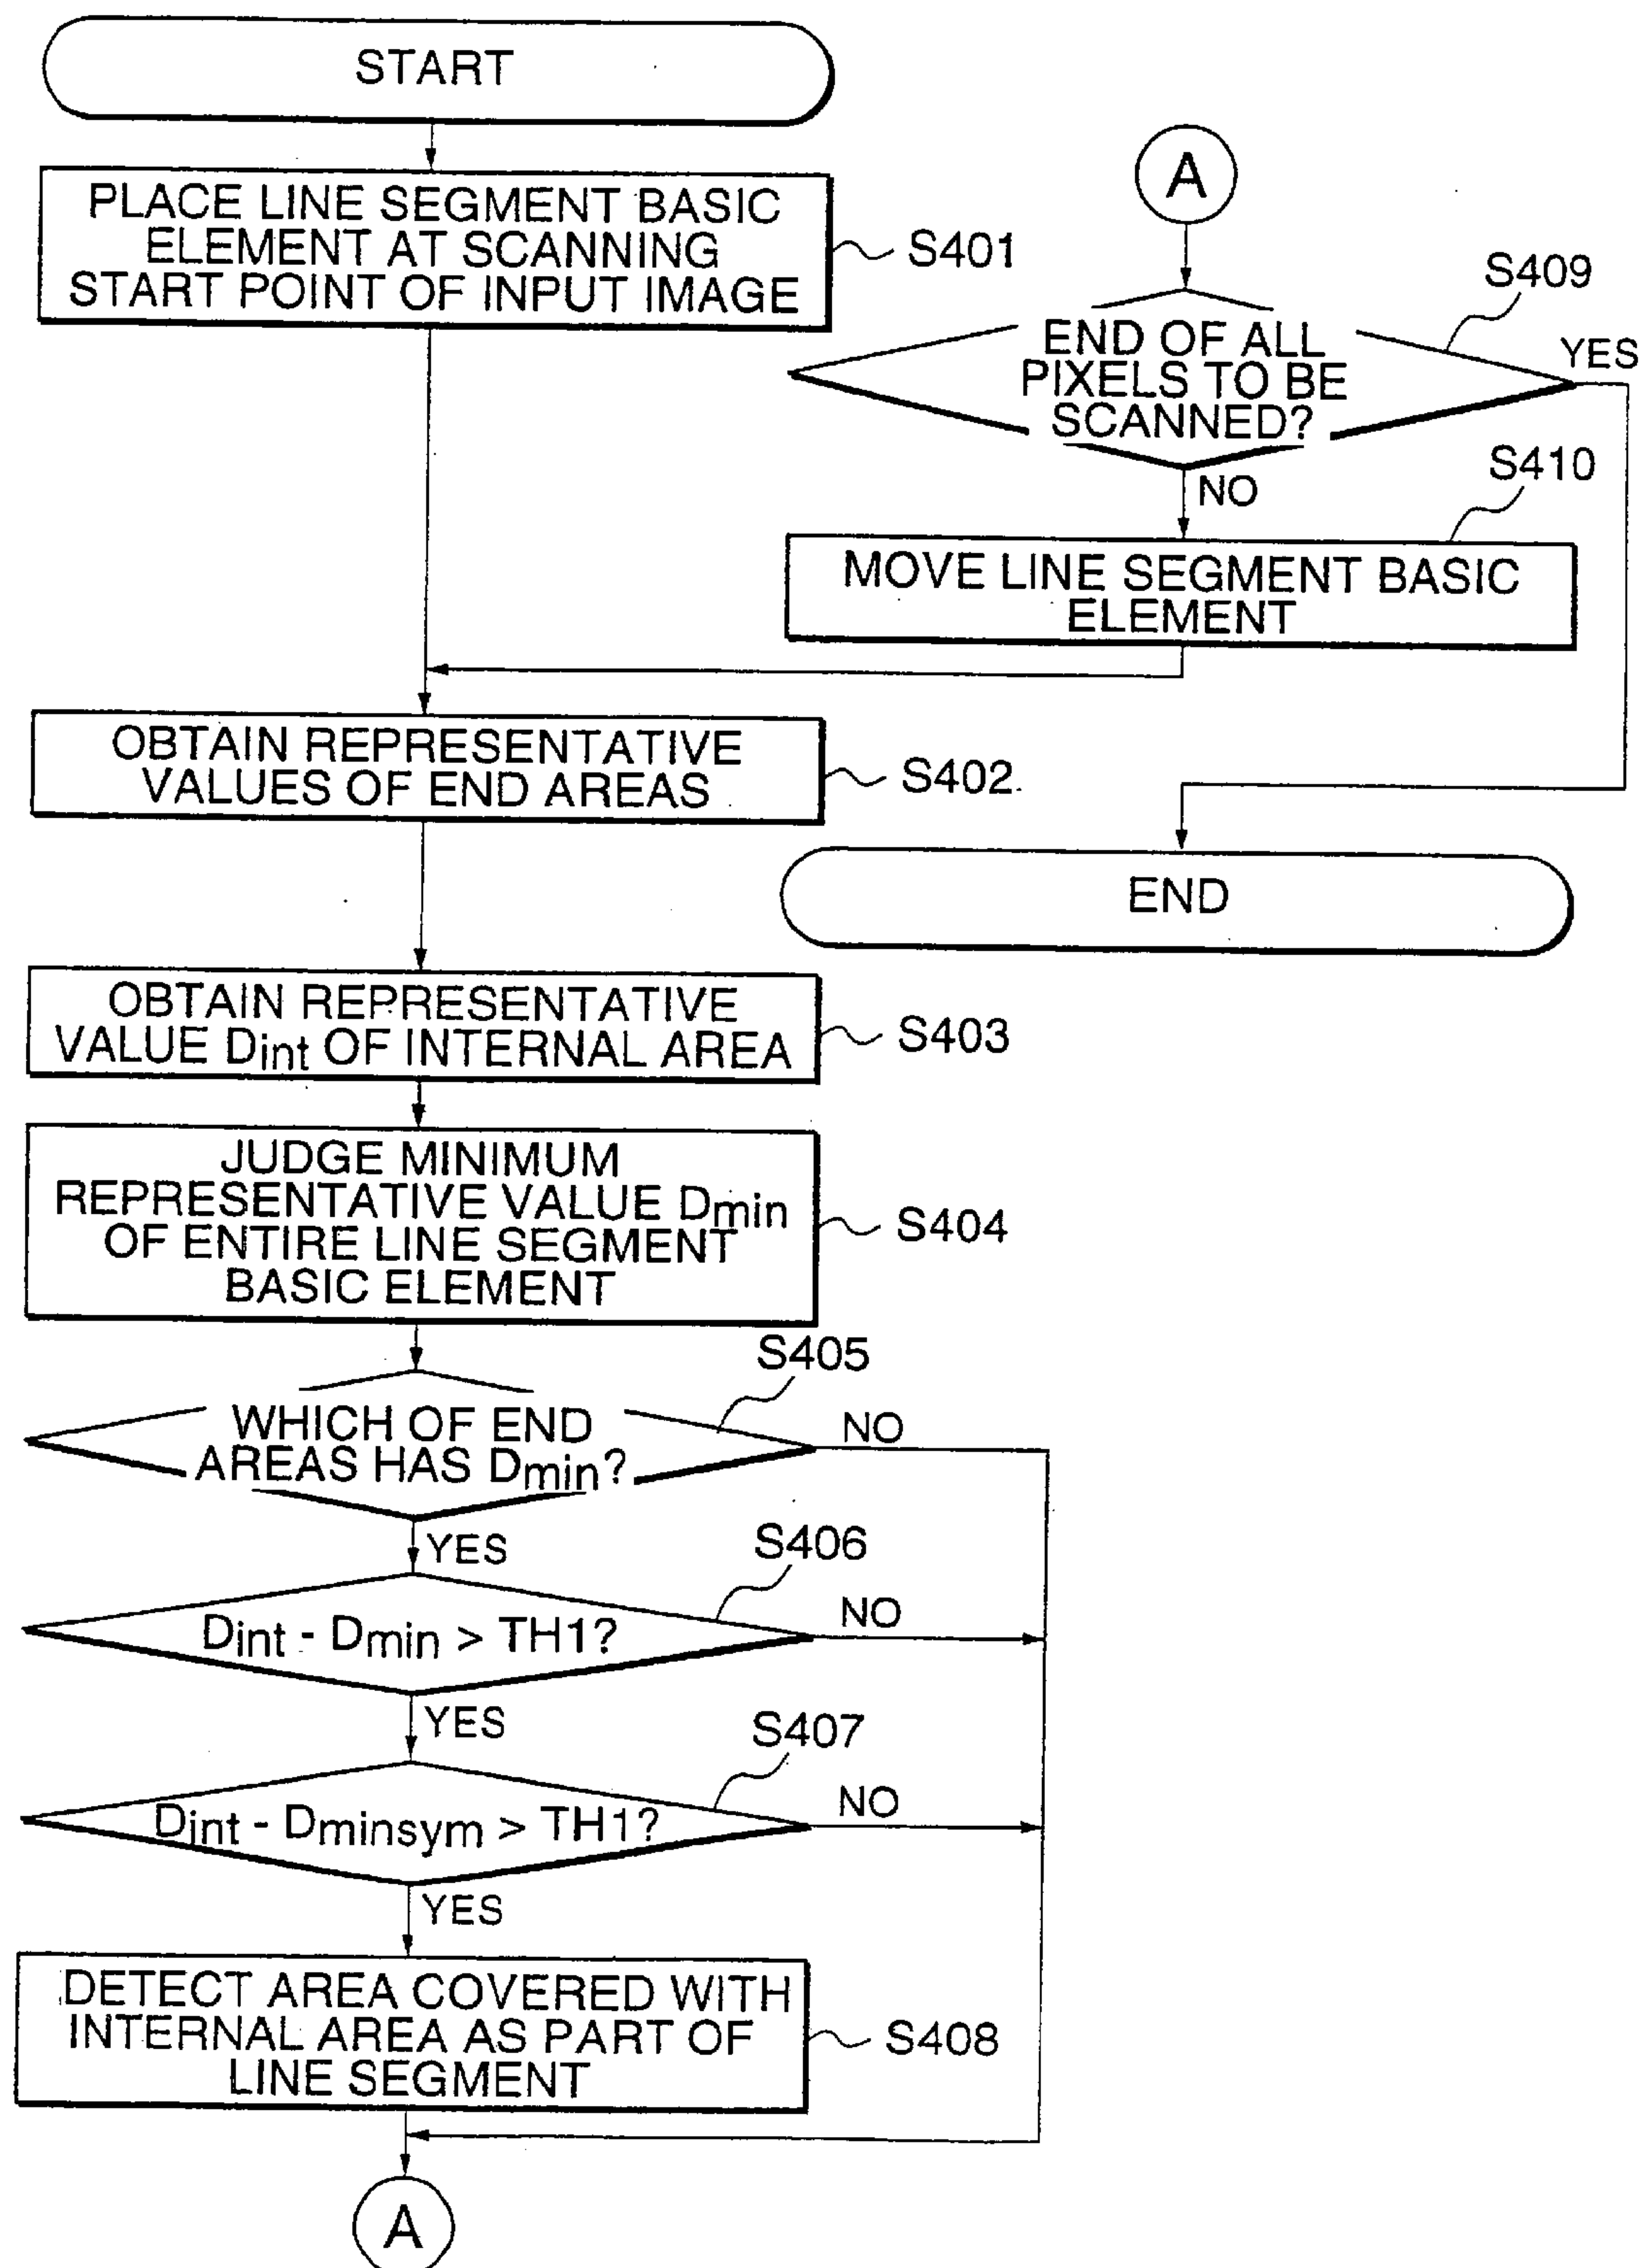 START
PLACE LINE SEGMENT BASIC
ELEMENT AT SCANNING
START POINT OF INPUT IMAGE
S401
OBTAIN REPRESENTATIVE
VALUES OF END AREAS
S402
OBTAIN REPRESENTATIVE
VALUE Dint OF INTERNAL AREA
S403
JUDGE MINIMUM
REPRESENTATIVE VALUE Dmin
OF ENTIRE LINE SEGMENT
BASIC ELEMENT
S404
S405
WHICH OF END
AREAS HAS Dmin?
NO
YES
S406
Dint - Dmin > TH1?
NO
YES
S407
Dint - Dminsym > TH1?
NO
YES
DETECT AREA COVERED WITH
INTERNAL AREA AS PART OF
LINE SEGMENT
S408
A
A
S409
END OF ALL
PIXELS TO BE
SCANNED?
YES
NO
S410
MOVE LINE SEGMENT BASIC
ELEMENT
END